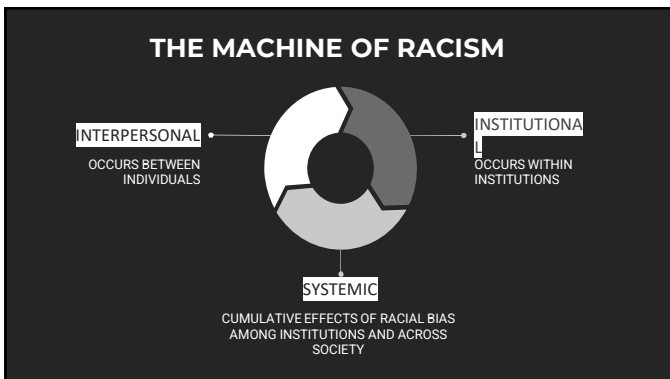 THE MACHINE OF RACISM
INTERPERSONAL
OCCURS BETWEEN
INDIVIDUALS
INSTITUTIONA
L
OCCURS WITHIN
INSTITUTIONS
SYSTEMIC
CUMULATIVE EFFECTS OF RACIAL BIAS
AMONG INSTITUTIONS AND ACROSS
SOCIETY